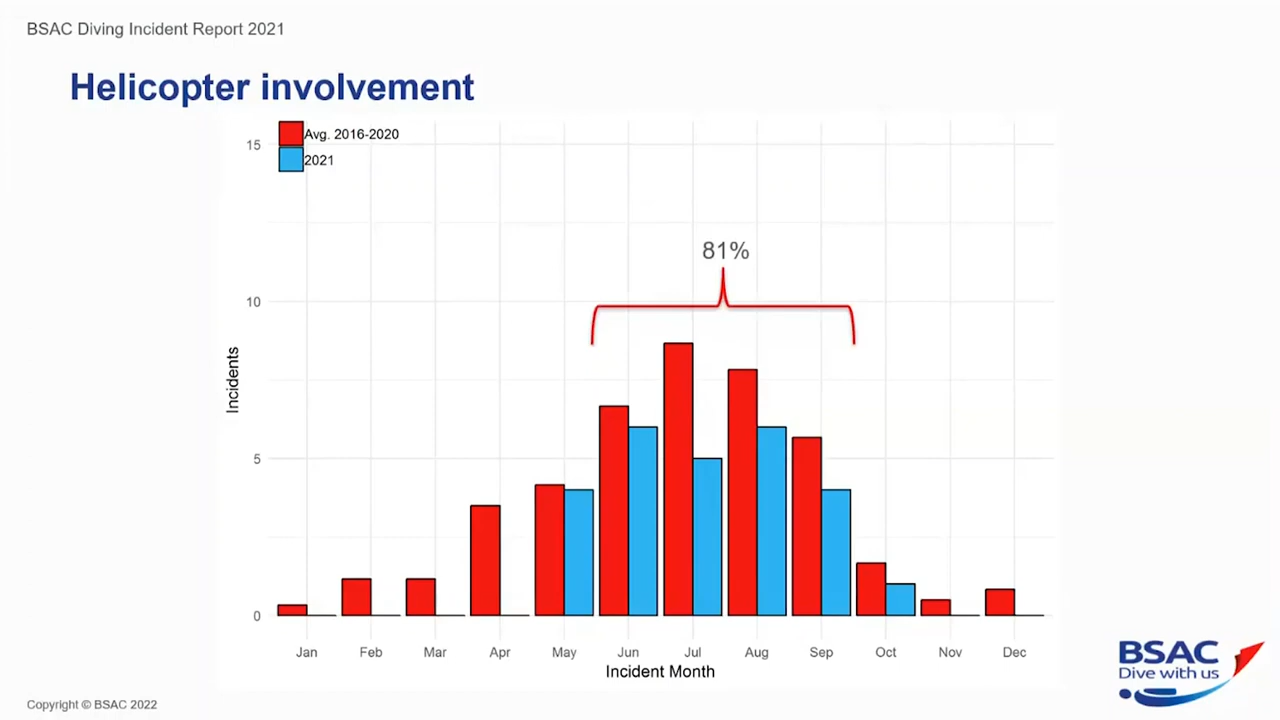 BSAC Diving Incident Report 2021
Helicopter involvement
Avg. 2016-2020
2021
15
10
5
0
81%
Incidents
Jan Feb Mar Apr May Jun Jul Aug Sep Oct Nov Dec
Incident Month
BSAC
Dive with us
Copyright © BSAC 2022